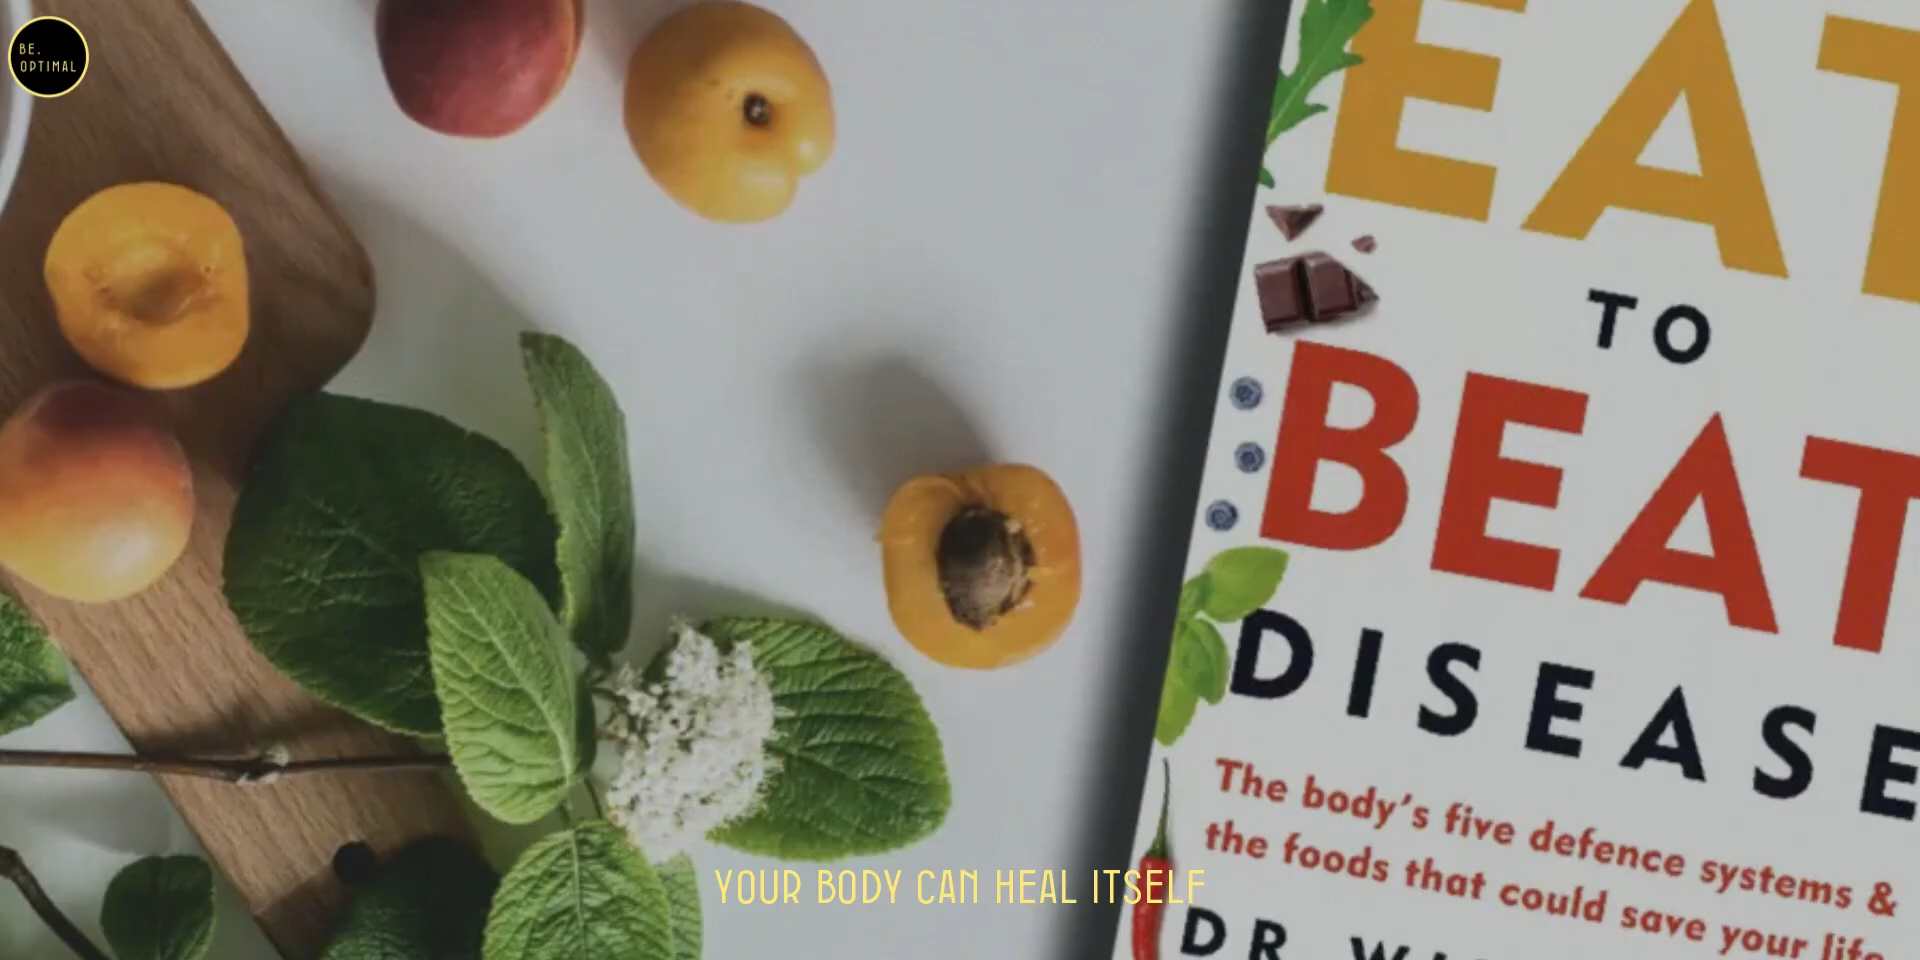 BE.
OPTIMAL
EAT
TO
BEAT
DISEASE
The body's five defence systems &
the foods that could save your life
DR
YOUR BODY CAN HEAL ITSELF